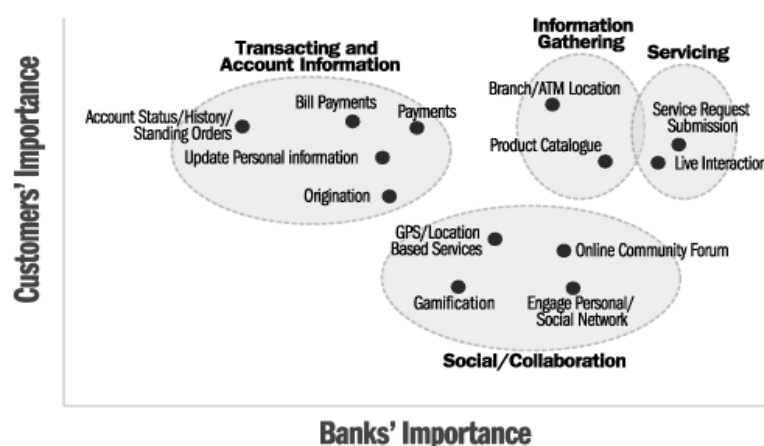 Information
Gathering
Transacting and
Account Information
Servicing
Branch/ATM Location
Bill Payments
Payments
Account Status/History/
Standing Orders
Service Request
Submission
Product Catalogue
Update Personal information
Live Interaction
Origination
GPS/Location
Based Services
Online Community Forum
Gamification
Engage Personal/
Social Network
Social/Collaboration
Customers' Importance
Banks' Importance